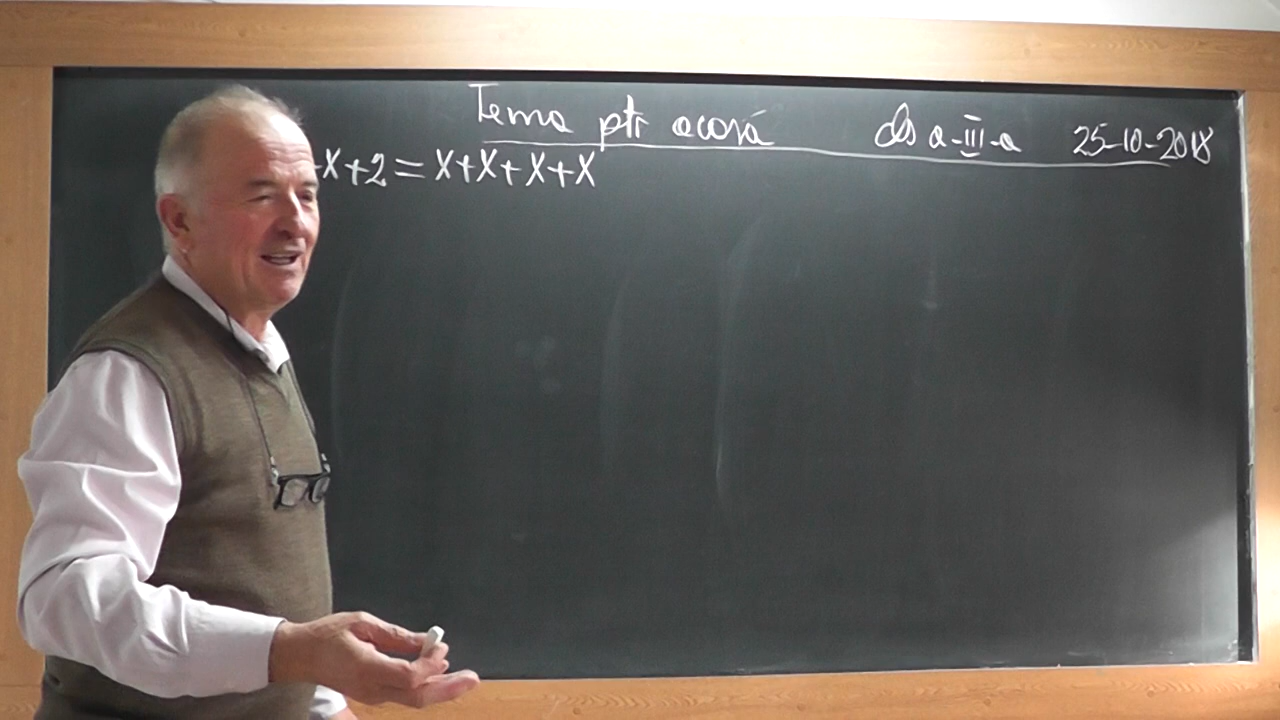 Tema ptr acasă cls a-III-a 25-10-2018
-x+2=x+x+x+x